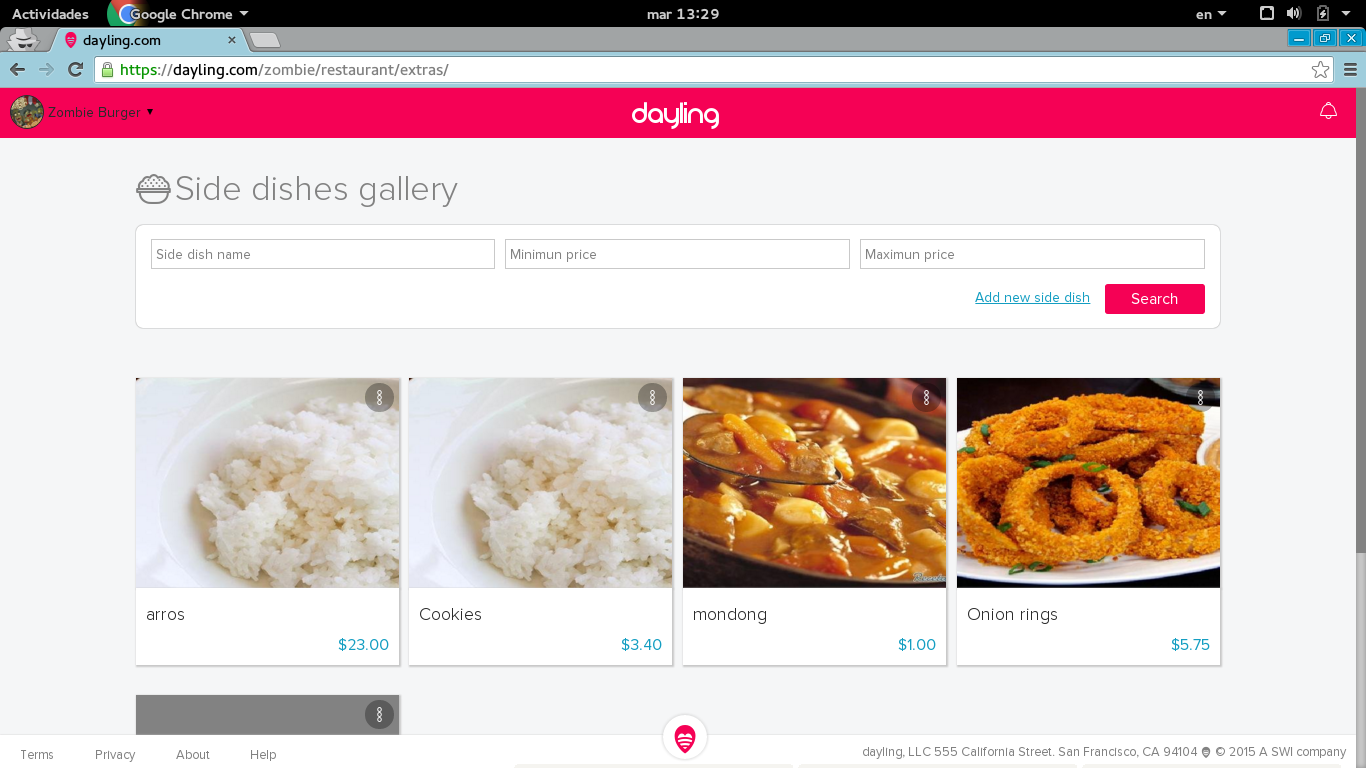 Actividades Google Chrome mar 13:29 en
dayling.com
https://dayling.com/zombie/restaurant/extras/
Zombie Burger dayling
Side dishes gallery
Side dish name Minimun price Maximun price
Add new side dish Search
arros Cookies mondong Onion rings
$23.00 $3.40 $1.00 $5.75
Terms Privacy About Help dayling, LLC 555 California Street. San Francisco, CA 94104 © 2015 A SWI company